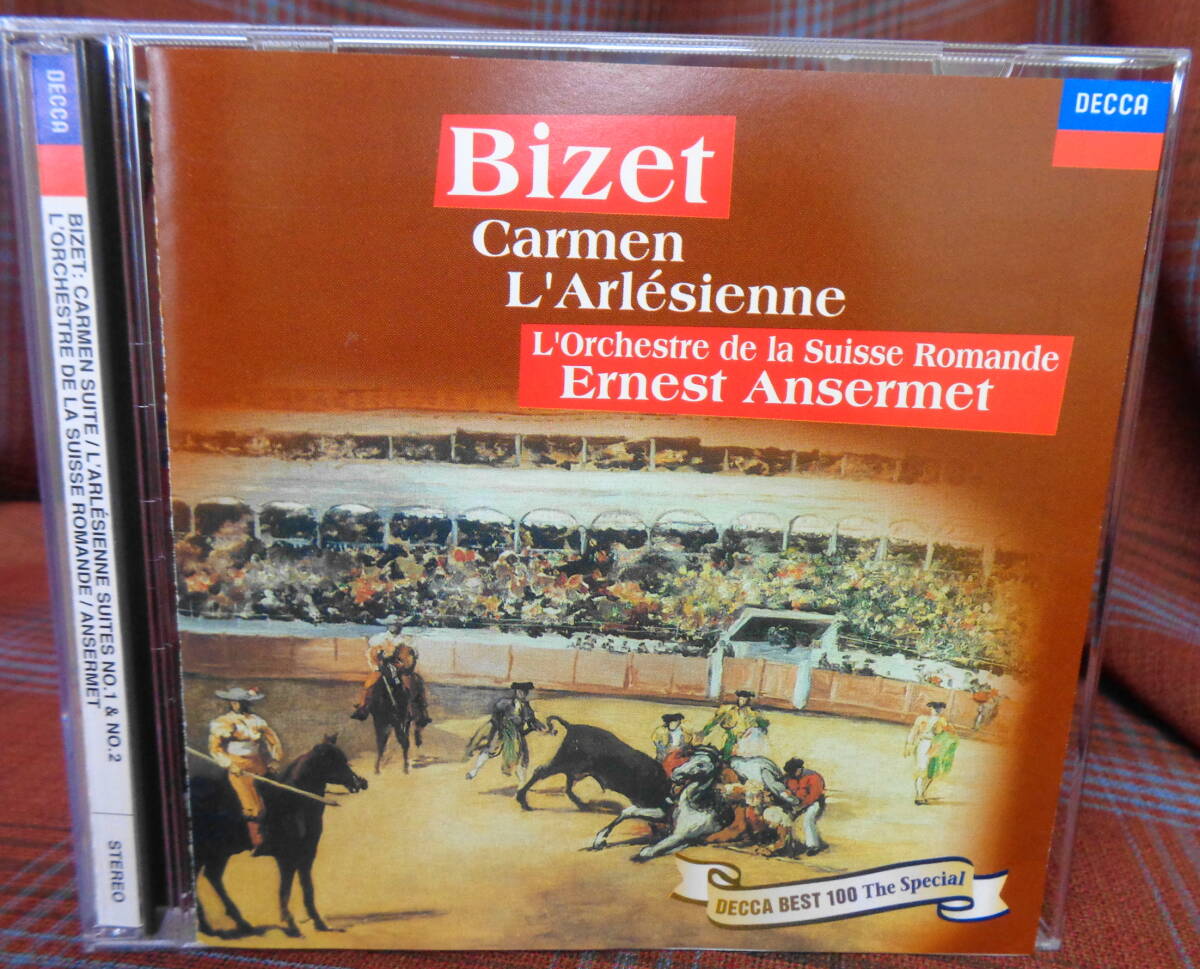 DECCA
BIZET: CARMEN SUITE / L'ARLÉSIENNE SUITES NO.1 & NO.2
L'ORCHESTRE DE LA SUISSE ROMANDE / ANSERMET
STEREO
DECCA
Bizet
Carmen
L'Arlésienne
L'Orchestre de la Suisse Romande
Ernest Ansermet
DECCA BEST 100 The Special